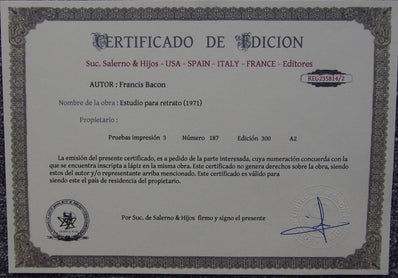 CERTIFICADO DE EDICION
Suc. Salerno & Hijos - USA - SPAIN - ITALY - FRANCE - Editores
REG235814/2
AUTOR : Francis Bacon
Nombre de la obra : Estudio para retrato (1971)
Propietario :
Pruebas impresión 3 Número 187 Edición 300 A2
La emisión del presente certificado, es a pedido de la parte interesada, cuya numeración concuerda con la
que se encuentra inscripta a lápiz en la misma obra. Este certificado no genera derechos sobre la obra, siendo
estos del autor y/o representante arriba mencionado. Este certificado es válido para
siendo este el país de residencia del propietario.
Por Suc. de Salerno & Hijos firmo y signo el presente